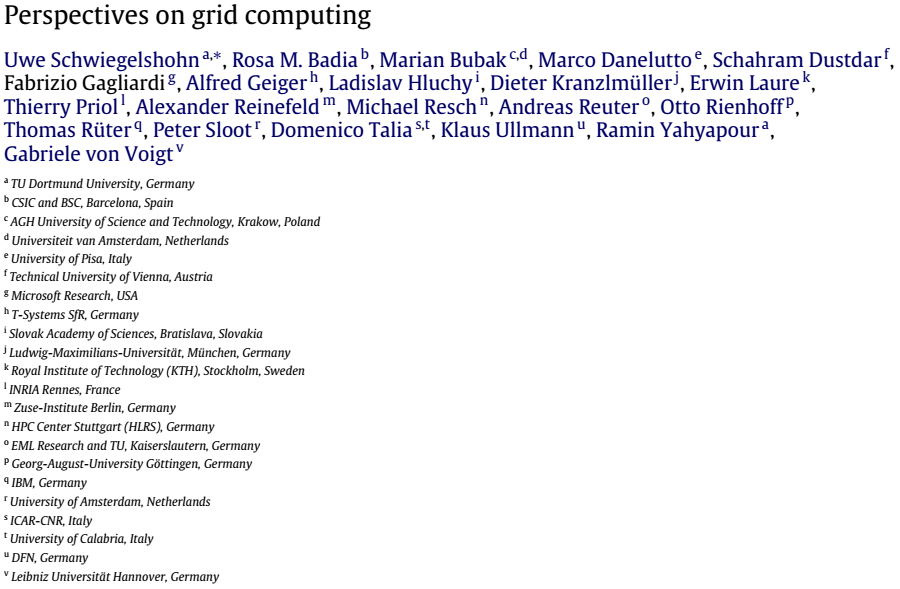 Perspectives on grid computing
Uwe Schwiegelshohn a,∗, Rosa M. Badia b, Marian Bubak c,d, Marco Danelutto e, Schahram Dustdar f,
Fabrizio Gagliardi g, Alfred Geiger h, Ladislav Hluchy i, Dieter Kranzlmüller j, Erwin Laure k,
Thierry Priol l, Alexander Reinefeld m, Michael Resch n, Andreas Reuter o, Otto Rienhoff p,
Thomas Rüter q, Peter Sloot r, Domenico Talia s,t, Klaus Ullmann u, Ramin Yahyapour a,
Gabriele von Voigt v
a TU Dortmund University, Germany
b CSIC and BSC, Barcelona, Spain
c AGH University of Science and Technology, Krakow, Poland
d Universiteit van Amsterdam, Netherlands
e University of Pisa, Italy
f Technical University of Vienna, Austria
g Microsoft Research, USA
h T-Systems SfR, Germany
i Slovak Academy of Sciences, Bratislava, Slovakia
j Ludwig-Maximilians-Universität, München, Germany
k Royal Institute of Technology (KTH), Stockholm, Sweden
l INRIA Rennes, France
m Zuse-Institute Berlin, Germany
n HPC Center Stuttgart (HLRS), Germany
o EML Research and TU, Kaiserslautern, Germany
p Georg-August-University Göttingen, Germany
q IBM, Germany
r University of Amsterdam, Netherlands
s ICAR-CNR, Italy
t University of Calabria, Italy
u DFN, Germany
v Leibniz Universität Hannover, Germany